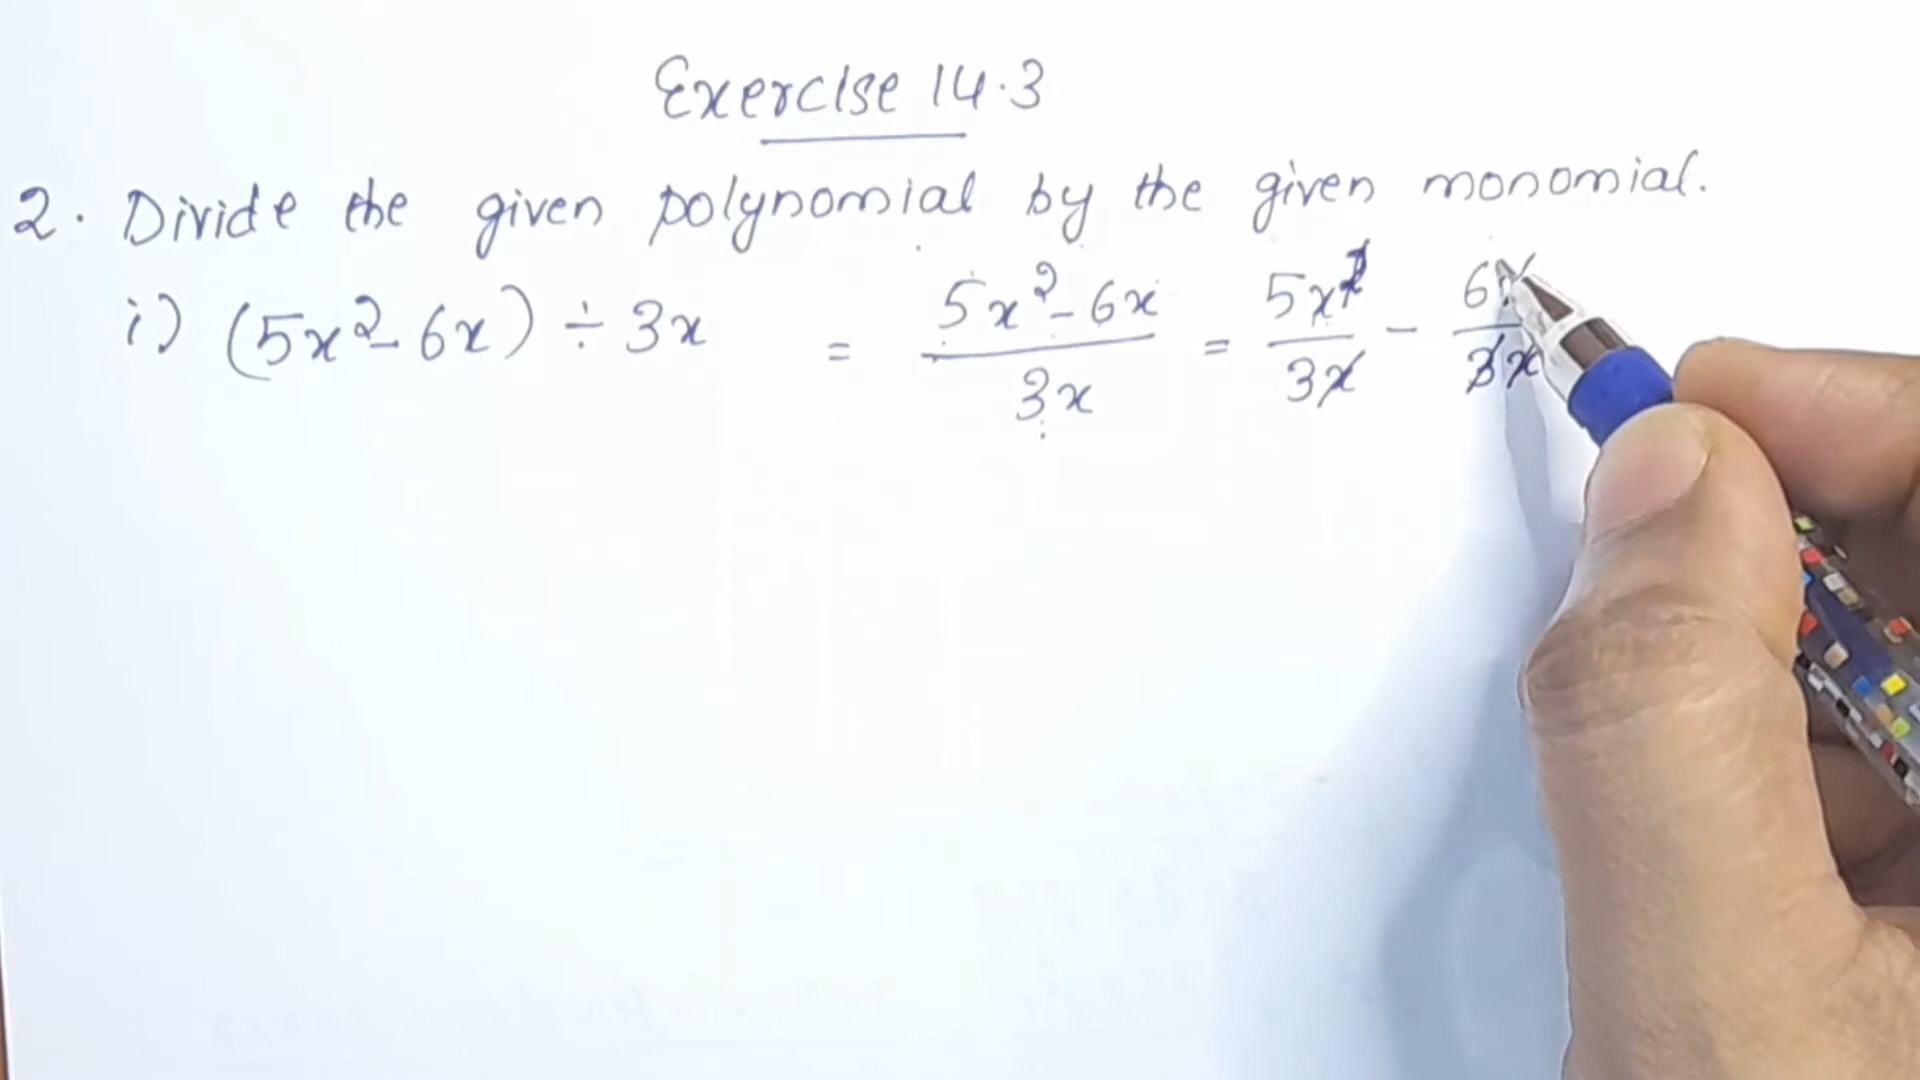 Exercise 14.3
2. Divide the given polynomial by the given monomial.
i) (5x² - 6x) ÷ 3x = (5x² - 6x)/3x = 5x²/3x - 6x/3x